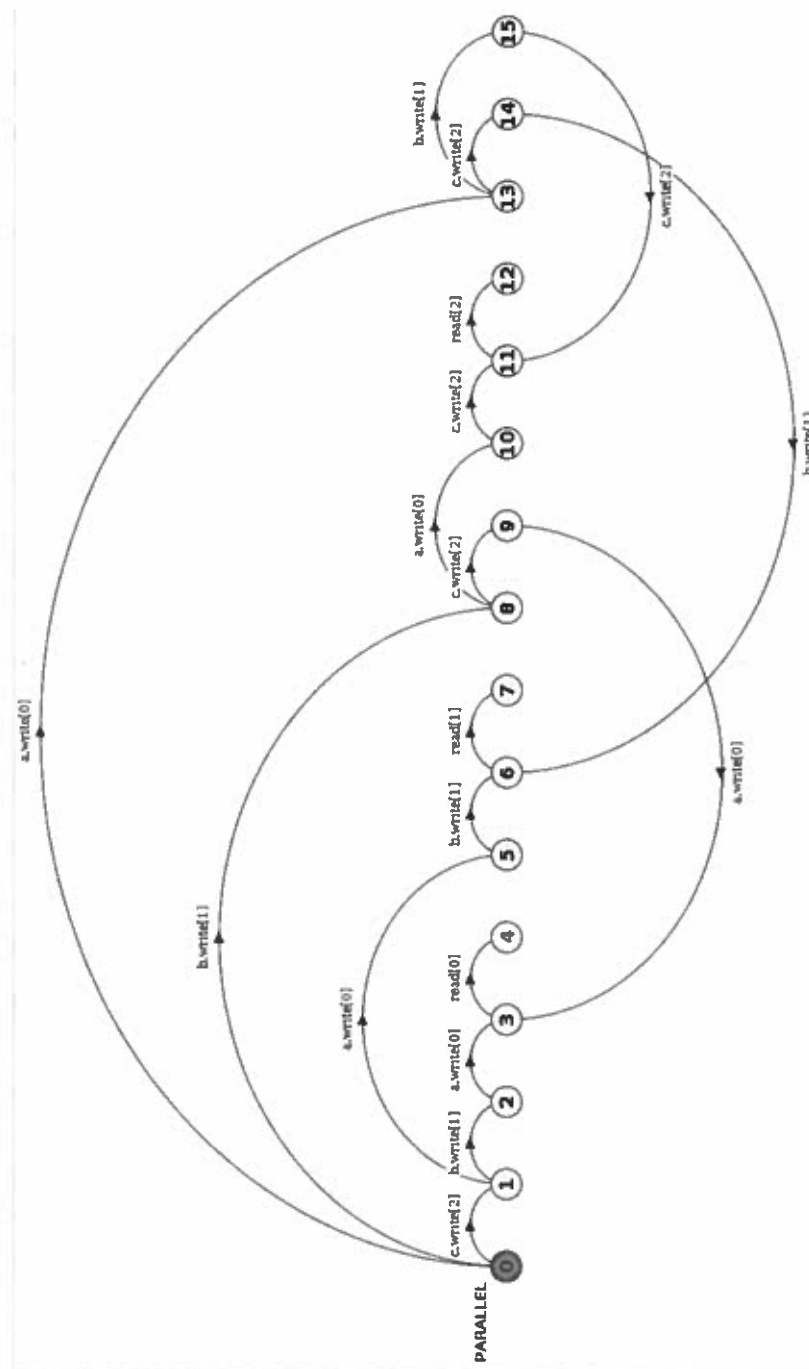 PARALLEL
0
c.write[2]
1
b.write[1]
2
a.write[0]
3
read[0]
4
a.write[0]
5
b.write[1]
6
read[1]
7
b.write[1]
8
c.write[2]
9
a.write[0]
10
c.write[2]
11
read[2]
12
a.write[0]
13
c.write[2]
14
b.write[1]
15
a.write[0]
b.write[1]
c.write[2]